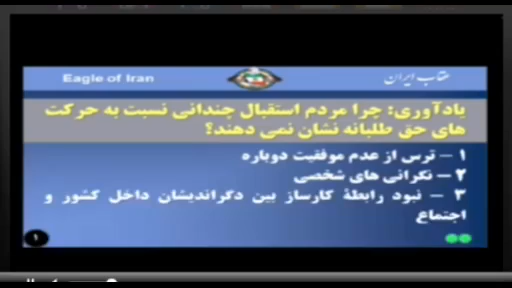 Eagle of Iran
عقاب ایران
یادآوری: چرا مردم استقبال چندانی نسبت به حرکت
های حق طلبانه نشان نمی دهند؟
۱ – ترس از عدم موفقیت دوباره
۲ – نگرانی های شخصی
۳ – نبود رابطهٔ کارساز بین دگراندیشان داخل کشور و
اجتماع
۱